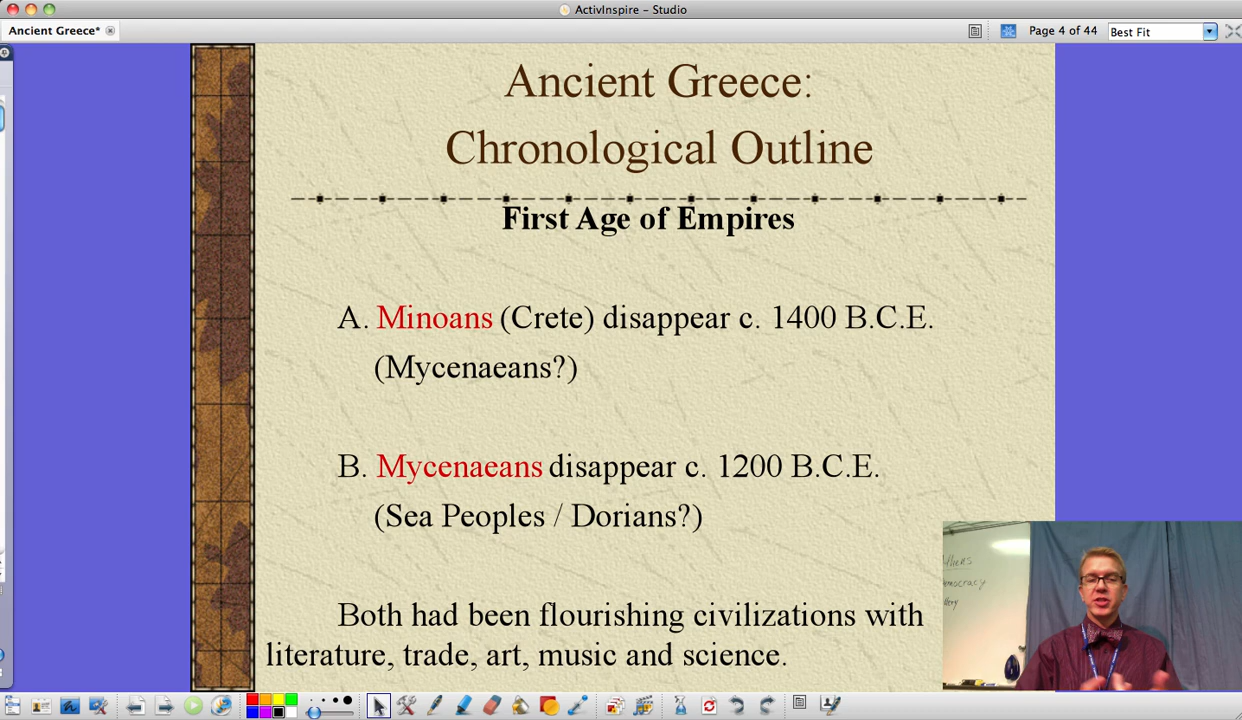 ActivInspire – Studio
Ancient Greece*
Page 4 of 44
Best Fit
Ancient Greece:
Chronological Outline
First Age of Empires
A. Minoans (Crete) disappear c. 1400 B.C.E.
(Mycenaeans?)
B. Mycenaeans disappear c. 1200 B.C.E.
(Sea Peoples / Dorians?)
Both had been flourishing civilizations with
literature, trade, art, music and science.